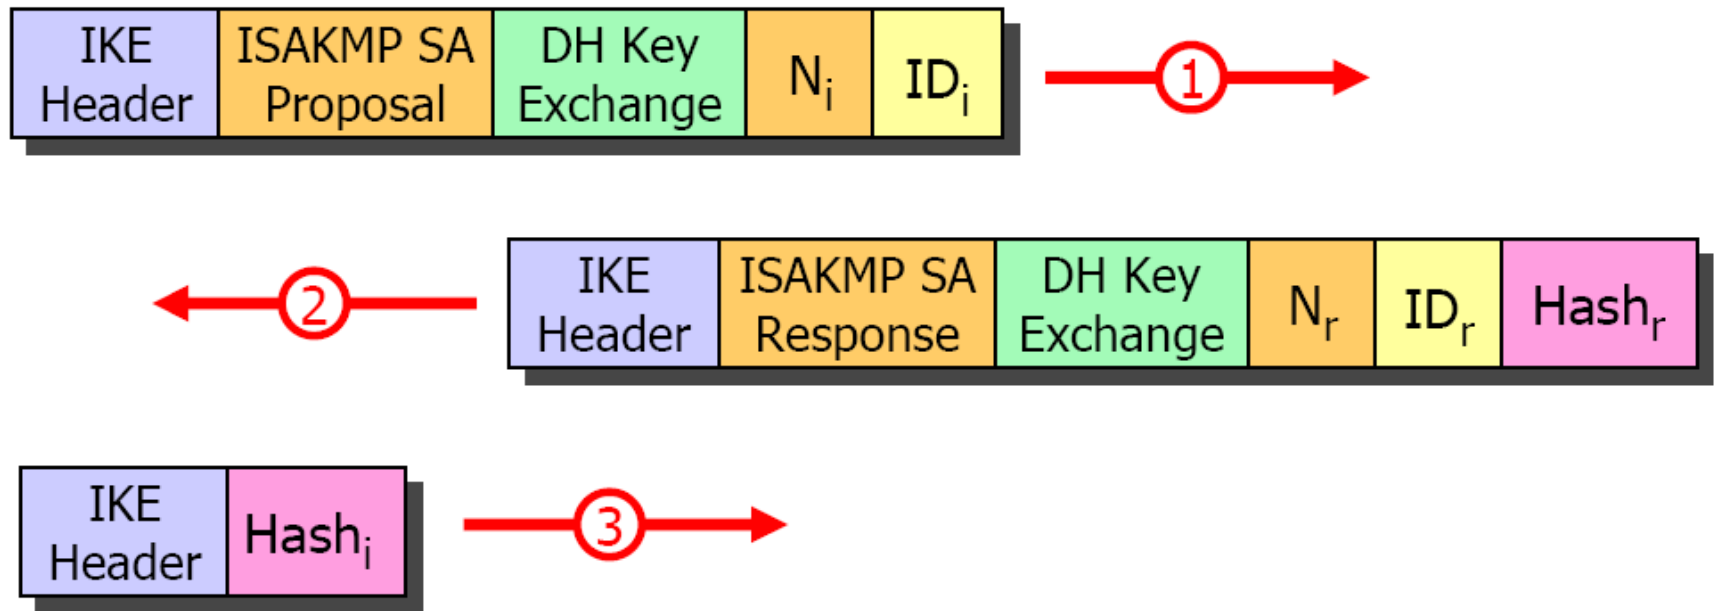 IKE ISAKMP SA DH Key
Header Proposal Exchange Ni IDi 1
2 IKE ISAKMP SA DH Key
Header Response Exchange Nr IDr Hashr
IKE
Header Hashi 3